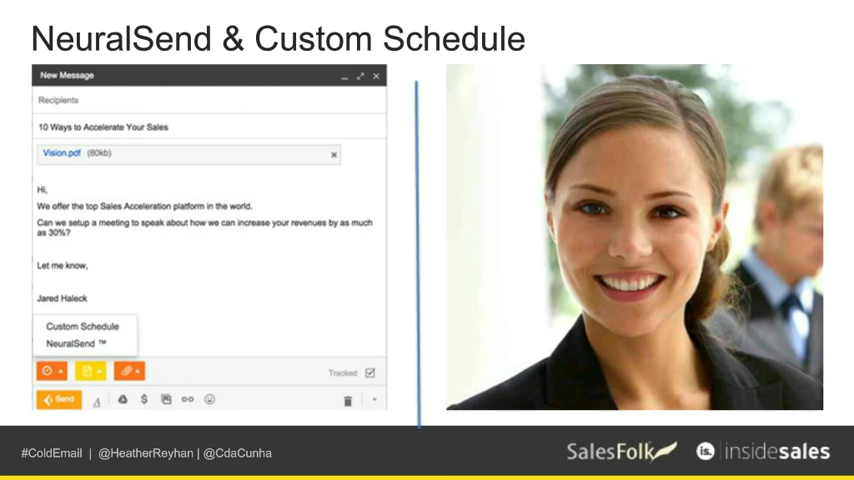 NeuralSend & Custom Schedule
New Message
Recipients
10 Ways to Accelerate Your Sales
Vision.pdf (80kb)
Hi,
We offer the top Sales Acceleration platform in the world.
Can we setup a meeting to speak about how we can increase your revenues by as much
as 30%?
Let me know,
Jared Haleck
Custom Schedule
NeuralSend ™
Tracked
Send
#ColdEmail | @HeatherReyhan | @CdaCunha
SalesFolk
is. insidesales